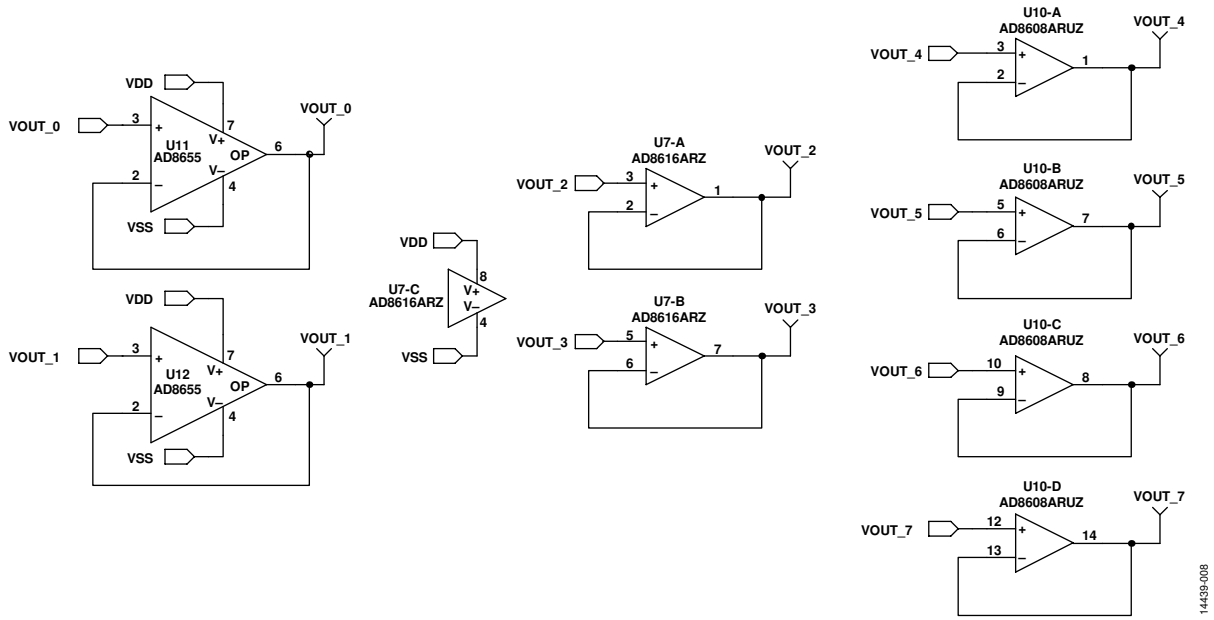 VDD
VOUT_0
VOUT_0
3
+
7
V+
U11
AD8655
OP
6
V–
2
–
4
VSS
VDD
VOUT_1
VOUT_1
3
+
7
V+
U12
AD8655
OP
6
V–
2
–
4
VSS
VDD
8
U7-C
AD8616ARZ
V+
V–
4
VSS
U7-A
AD8616ARZ
VOUT_2
VOUT_2
3
+
1
2
–
U7-B
AD8616ARZ
VOUT_3
VOUT_3
5
+
7
6
–
U10-A
AD8608ARUZ
VOUT_4
VOUT_4
3
+
1
2
–
U10-B
AD8608ARUZ
VOUT_5
VOUT_5
5
+
7
6
–
U10-C
AD8608ARUZ
VOUT_6
VOUT_6
10
+
8
9
–
U10-D
AD8608ARUZ
VOUT_7
VOUT_7
12
+
14
13
–
14439-008